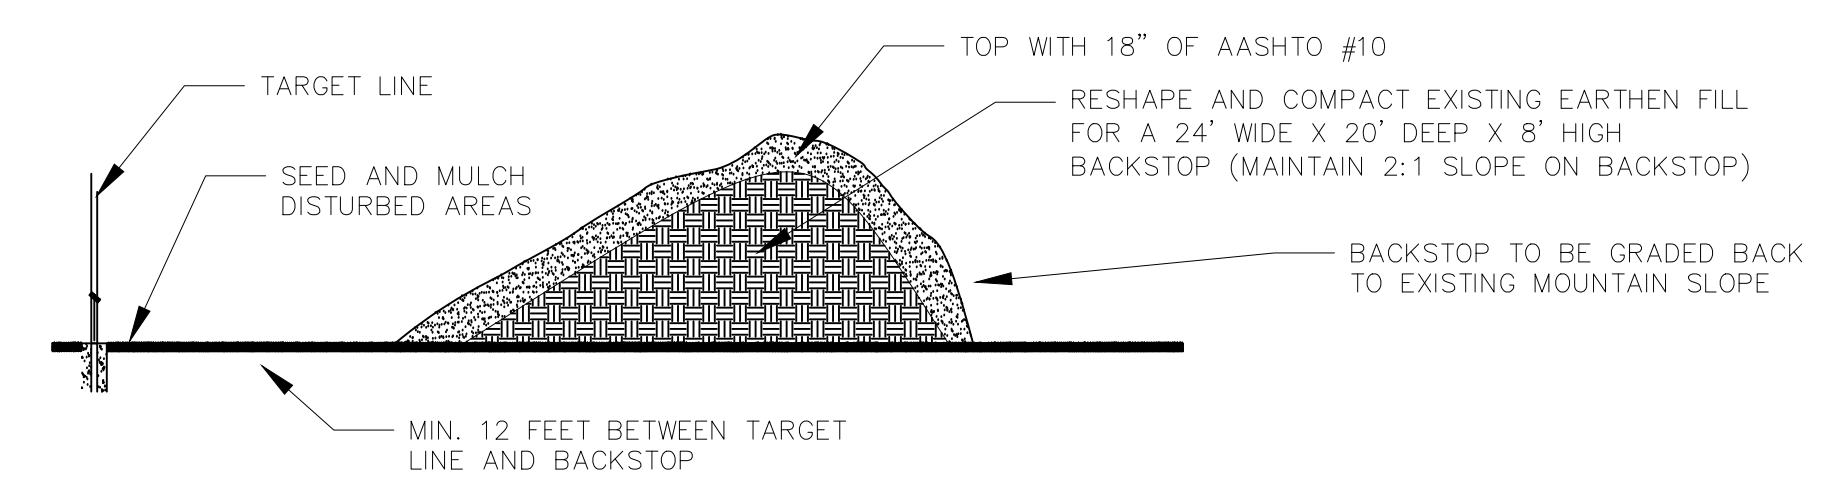 TOP WITH 18” OF AASHTO #10
TARGET LINE
RESHAPE AND COMPACT EXISTING EARTHEN FILL
FOR A 24’ WIDE X 20’ DEEP X 8’ HIGH
BACKSTOP (MAINTAIN 2:1 SLOPE ON BACKSTOP)
SEED AND MULCH
DISTURBED AREAS
BACKSTOP TO BE GRADED BACK
TO EXISTING MOUNTAIN SLOPE
MIN. 12 FEET BETWEEN TARGET
LINE AND BACKSTOP